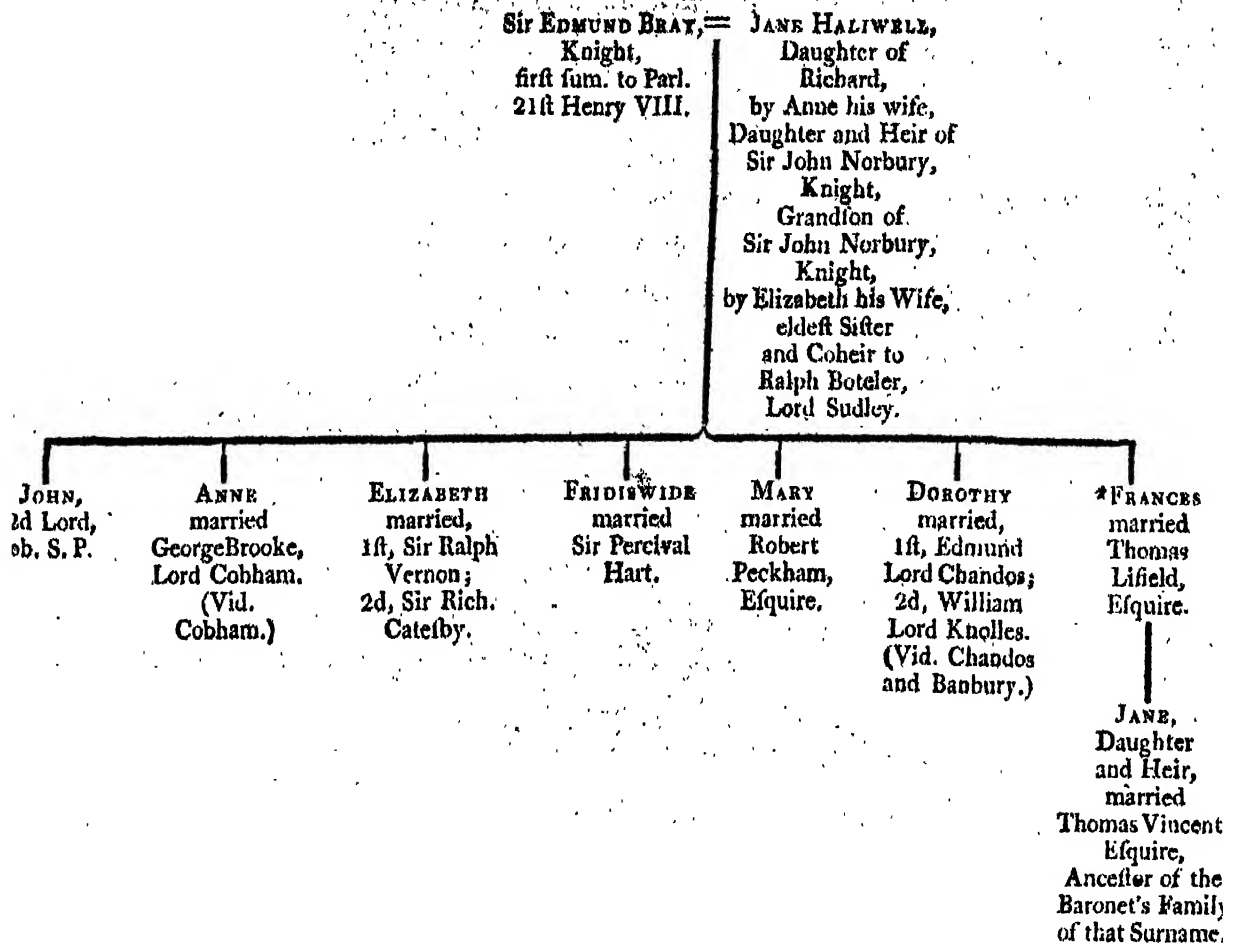 Sir EDMUND BRAY,=
Knight,
firſt ſum. to Parl.
21ſt Henry VIII.
JANE HALIWELL,
Daughter of
Richard,
by Anne his wife,
Daughter and Heir of
Sir John Norbury,
Knight,
Grandſon of
Sir John Norbury,
Knight,
by Elizabeth his Wife,
eldeſt Siſter
and Coheir to
Ralph Boteler,
Lord Sudley.
JOHN,
2d Lord,
ob. S. P.
ANNE
married
GeorgeBrooke,
Lord Cobham.
(Vid.
Cobham.)
ELIZABETH
married,
1ſt, Sir Ralph
Vernon;
2d, Sir Rich.
Cateſby.
FRIDISWIDE
married
Sir Percival
Hart.
MARY
married
Robert
Peckham,
Eſquire.
DOROTHY
married,
1ſt, Edmund
Lord Chandos;
2d, William
Lord Knolles.
(Vid. Chandos
and Banbury.)
*FRANCES
married
Thomas
Lifield,
Eſquire.
JANE,
Daughter
and Heir,
married
Thomas Vincent
Eſquire,
Anceſtor of the
Baronet's Family
of that Surname.